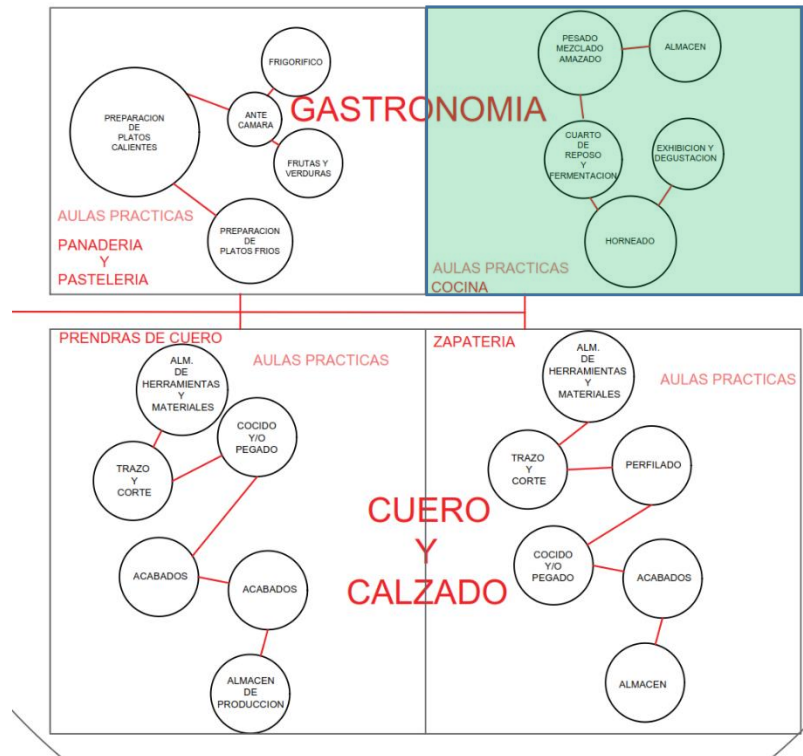 GASTRONOMIA
FRIGORIFICO
PREPARACION
DE
PLATOS
CALIENTES
ANTE
CAMARA
FRUTAS Y
VERDURAS
PREPARACION
DE
PLATOS FRIOS
AULAS PRACTICAS
PANADERIA
Y
PASTELERIA
PESADO
MEZCLADO
AMAZADO
ALMACEN
CUARTO
DE
REPOSO
Y
FERMENTACION
EXHIBICION Y
DEGUSTACION
HORNEADO
AULAS PRACTICAS
COCINA
PRENDRAS DE CUERO
AULAS PRACTICAS
ALM.
DE
HERRAMIENTAS
Y
MATERIALES
COCIDO
Y/O
PEGADO
TRAZO
Y
CORTE
ACABADOS
ACABADOS
ALMACEN
DE
PRODUCCION
CUERO
Y
CALZADO
ZAPATERIA
AULAS PRACTICAS
ALM.
DE
HERRAMIENTAS
Y
MATERIALES
TRAZO
Y
CORTE
PERFILADO
COCIDO
Y/O
PEGADO
ACABADOS
ALMACEN